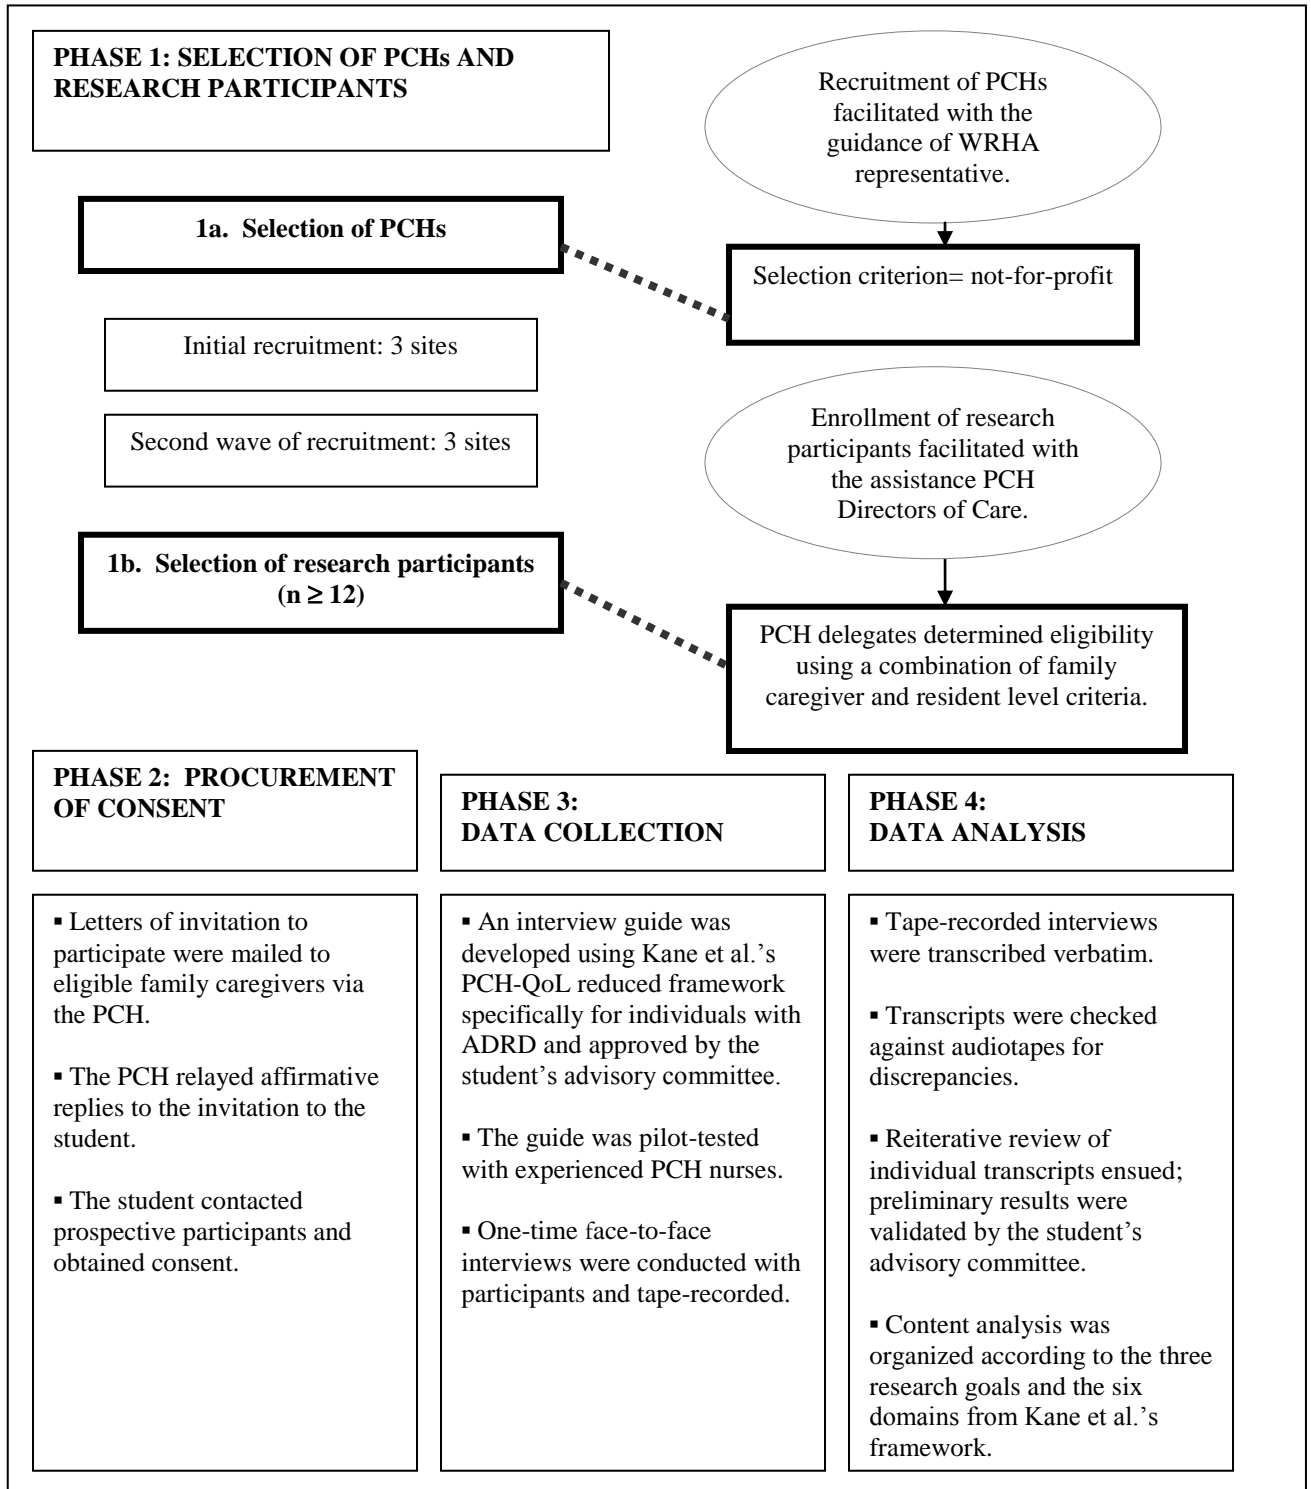 PHASE 1: SELECTION OF PCHs AND
RESEARCH PARTICIPANTS
Recruitment of PCHs
facilitated with the
guidance of WRHA
representative.
1a. Selection of PCHs
Selection criterion= not-for-profit
Initial recruitment: 3 sites
Second wave of recruitment: 3 sites
Enrollment of research
participants facilitated with
the assistance PCH
Directors of Care.
1b. Selection of research participants
(n ≥ 12)
PCH delegates determined eligibility
using a combination of family
caregiver and resident level criteria.
PHASE 2: PROCUREMENT
OF CONSENT
▪ Letters of invitation to
participate were mailed to
eligible family caregivers via
the PCH.
▪ The PCH relayed affirmative
replies to the invitation to the
student.
▪ The student contacted
prospective participants and
obtained consent.
PHASE 3:
DATA COLLECTION
▪ An interview guide was
developed using Kane et al.’s
PCH-QoL reduced framework
specifically for individuals with
ADRD and approved by the
student’s advisory committee.
▪ The guide was pilot-tested
with experienced PCH nurses.
▪ One-time face-to-face
interviews were conducted with
participants and tape-recorded.
PHASE 4:
DATA ANALYSIS
▪ Tape-recorded interviews
were transcribed verbatim.
▪ Transcripts were checked
against audiotapes for
discrepancies.
▪ Reiterative review of
individual transcripts ensued;
preliminary results were
validated by the student’s
advisory committee.
▪ Content analysis was
organized according to the three
research goals and the six
domains from Kane et al.’s
framework.